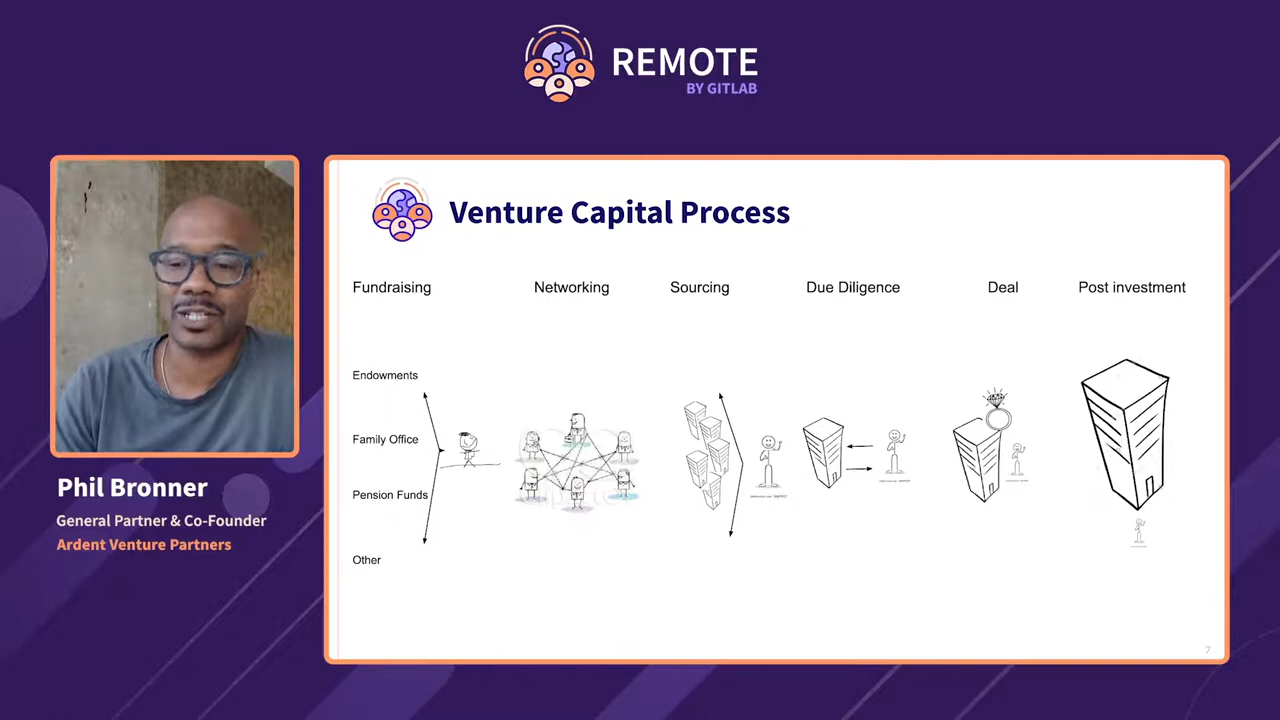 REMOTE
BY GITLAB
Phil Bronner
General Partner & Co-Founder
Ardent Venture Partners
Venture Capital Process
Fundraising
Networking
Sourcing
Due Diligence
Deal
Post investment
Endowments
Family Office
Pension Funds
Other
7